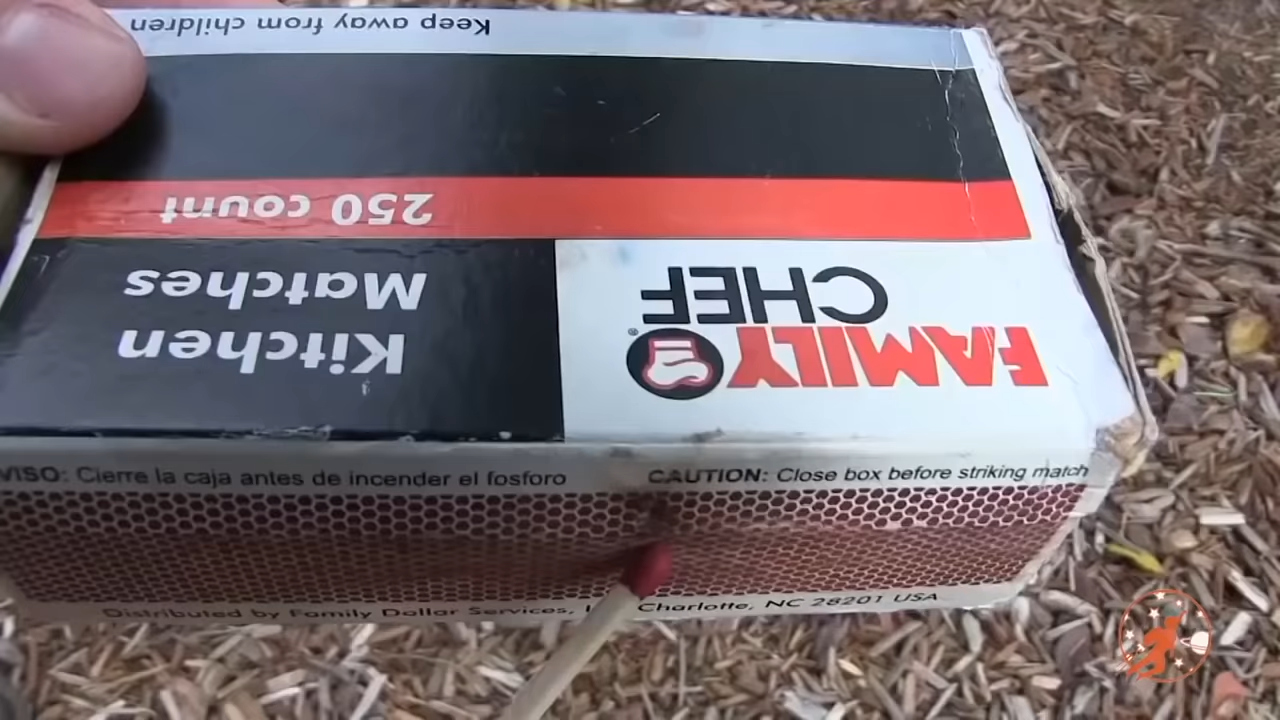 Keep away from children
250 count
Kitchen
Matches
FAMILY
CHEF
®
VISO: Cierre la caja antes de incender el fosforo
CAUTION: Close box before striking match
Distributed by Family Dollar Services, Charlotte, NC 28201 USA